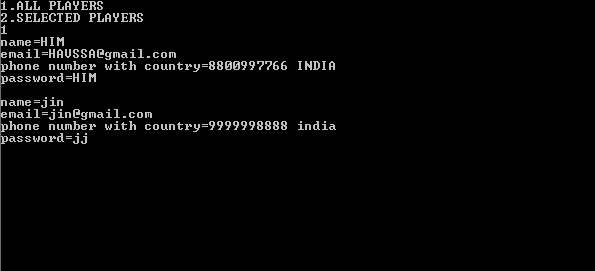 1.ALL PLAYERS
2.SELECTED PLAYERS
1
name=HIM
email=HAVSSA@gmail.com
phone number with country=8800997766 INDIA
password=HIM
name=jin
email=jin@gmail.com
phone number with country=9999998888 india
password=jj